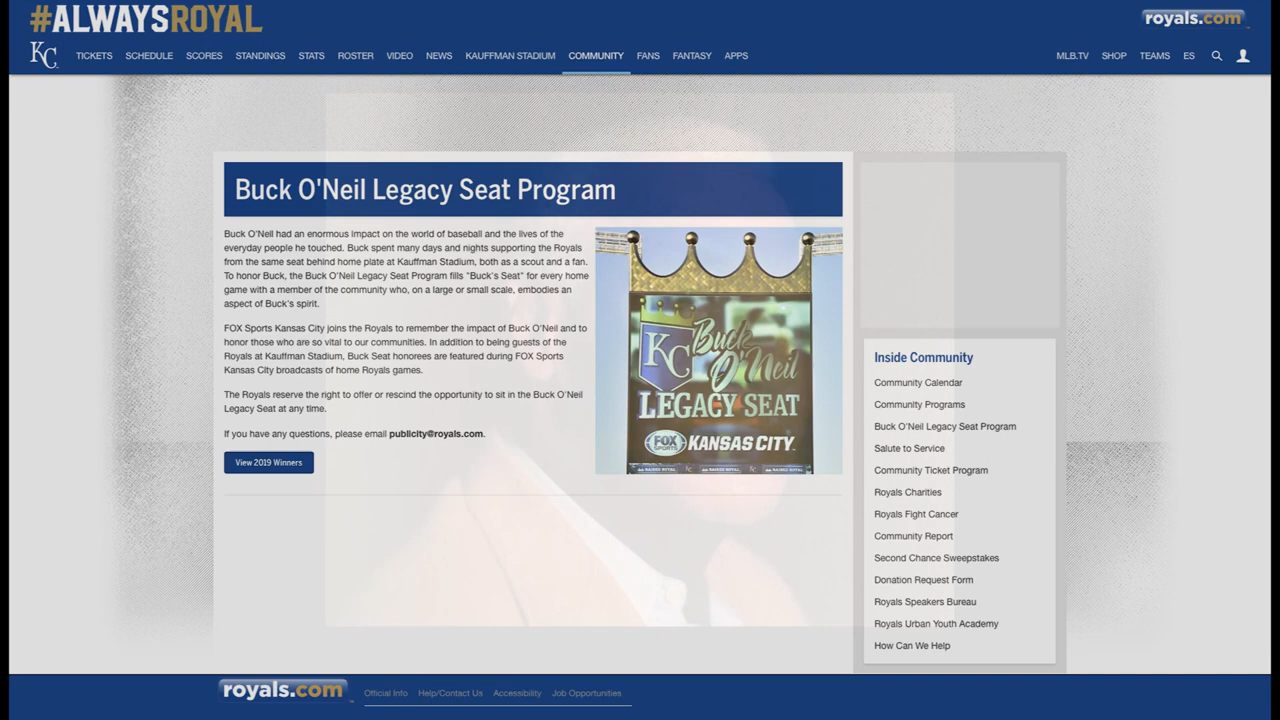 #ALWAYSROYAL
royals.com
KC TICKETS SCHEDULE SCORES STANDINGS STATS ROSTER VIDEO NEWS KAUFFMAN STADIUM COMMUNITY FANS FANTASY APPS MLB.TV SHOP TEAMS ES
Buck O'Neil Legacy Seat Program
Buck O'Neil had an enormous impact on the world of baseball and the lives of the
everyday people he touched. Buck spent many days and nights supporting the Royals
from the same seat behind home plate at Kauffman Stadium, both as a scout and a fan.
To honor Buck, the Buck O'Neil Legacy Seat Program fills "Buck's Seat" for every home
game with a member of the community who, on a large or small scale, embodies an
aspect of Buck's spirit.
FOX Sports Kansas City joins the Royals to remember the impact of Buck O'Neil and to
honor those who are so vital to our communities. In addition to being guests of the
Royals at Kauffman Stadium, Buck Seat honorees are featured during FOX Sports
Kansas City broadcasts of home Royals games.
The Royals reserve the right to offer or rescind the opportunity to sit in the Buck O'Neil
Legacy Seat at any time.
If you have any questions, please email publicity@royals.com.
View 2019 Winners
KC
Buck
O'Neil
LEGACY SEAT
FOX
SPORTS
KANSAS CITY
Inside Community
Community Calendar
Community Programs
Buck O'Neil Legacy Seat Program
Salute to Service
Community Ticket Program
Royals Charities
Royals Fight Cancer
Community Report
Second Chance Sweepstakes
Donation Request Form
Royals Speakers Bureau
Royals Urban Youth Academy
How Can We Help
royals.com Official Info Help/Contact Us Accessibility Job Opportunities